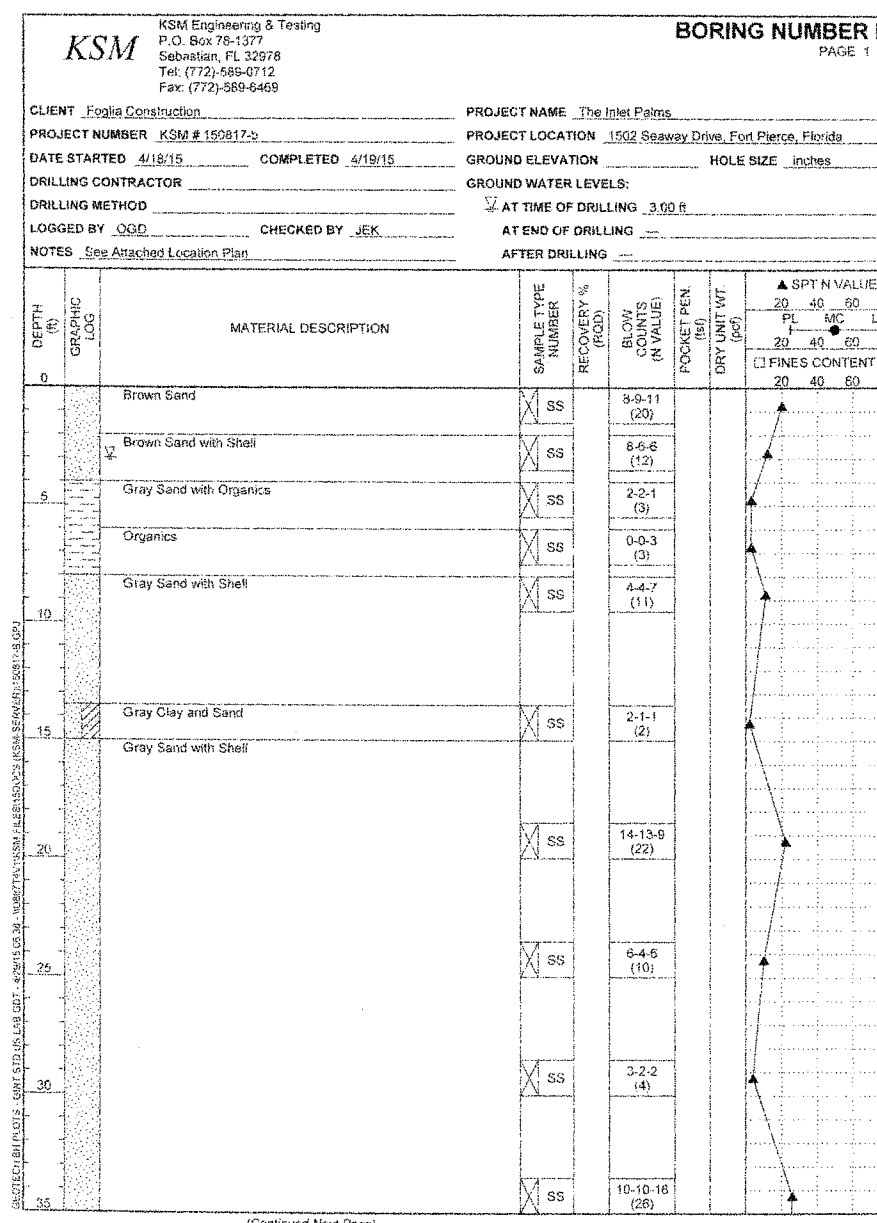 KSM
KSM Engineering & Testing
P.O. Box 78-1377
Sebastian, FL 32978
Tel: (772)-589-0712
Fax: (772)-589-6469
BORING NUMBER
PAGE 1
CLIENT Foglia Construction
PROJECT NAME The Inlet Palms
PROJECT NUMBER KSM # 150817-b
PROJECT LOCATION 1502 Seaway Drive, Fort Pierce, Florida
DATE STARTED 4/18/15 COMPLETED 4/19/15
GROUND ELEVATION HOLE SIZE inches
DRILLING CONTRACTOR
GROUND WATER LEVELS:
DRILLING METHOD
AT TIME OF DRILLING 3.00 ft
LOGGED BY OGD CHECKED BY JEK
AT END OF DRILLING ---
NOTES See Attached Location Plan
AFTER DRILLING ---
DEPTH (ft)
GRAPHIC LOG
MATERIAL DESCRIPTION
SAMPLE TYPE NUMBER
RECOVERY % (RQD)
BLOW COUNTS (N VALUE)
POCKET PEN. (tsf)
DRY UNIT WT. (pcf)
▲ SPT N VALUE
20 40 60
PL MC L
20 40 60
□ FINES CONTENT
20 40 60
0
Brown Sand
SS
8-9-11
(20)
Brown Sand with Shell
SS
8-6-6
(12)
5
Gray Sand with Organics
SS
2-2-1
(3)
Organics
SS
0-0-3
(3)
Gray Sand with Shell
SS
4-4-7
(11)
10
Gray Clay and Sand
SS
2-1-1
(2)
15
Gray Sand with Shell
SS
14-13-9
(22)
20
SS
6-4-6
(10)
25
SS
3-2-2
(4)
30
SS
10-10-16
(26)
35
(Continued Next Page)